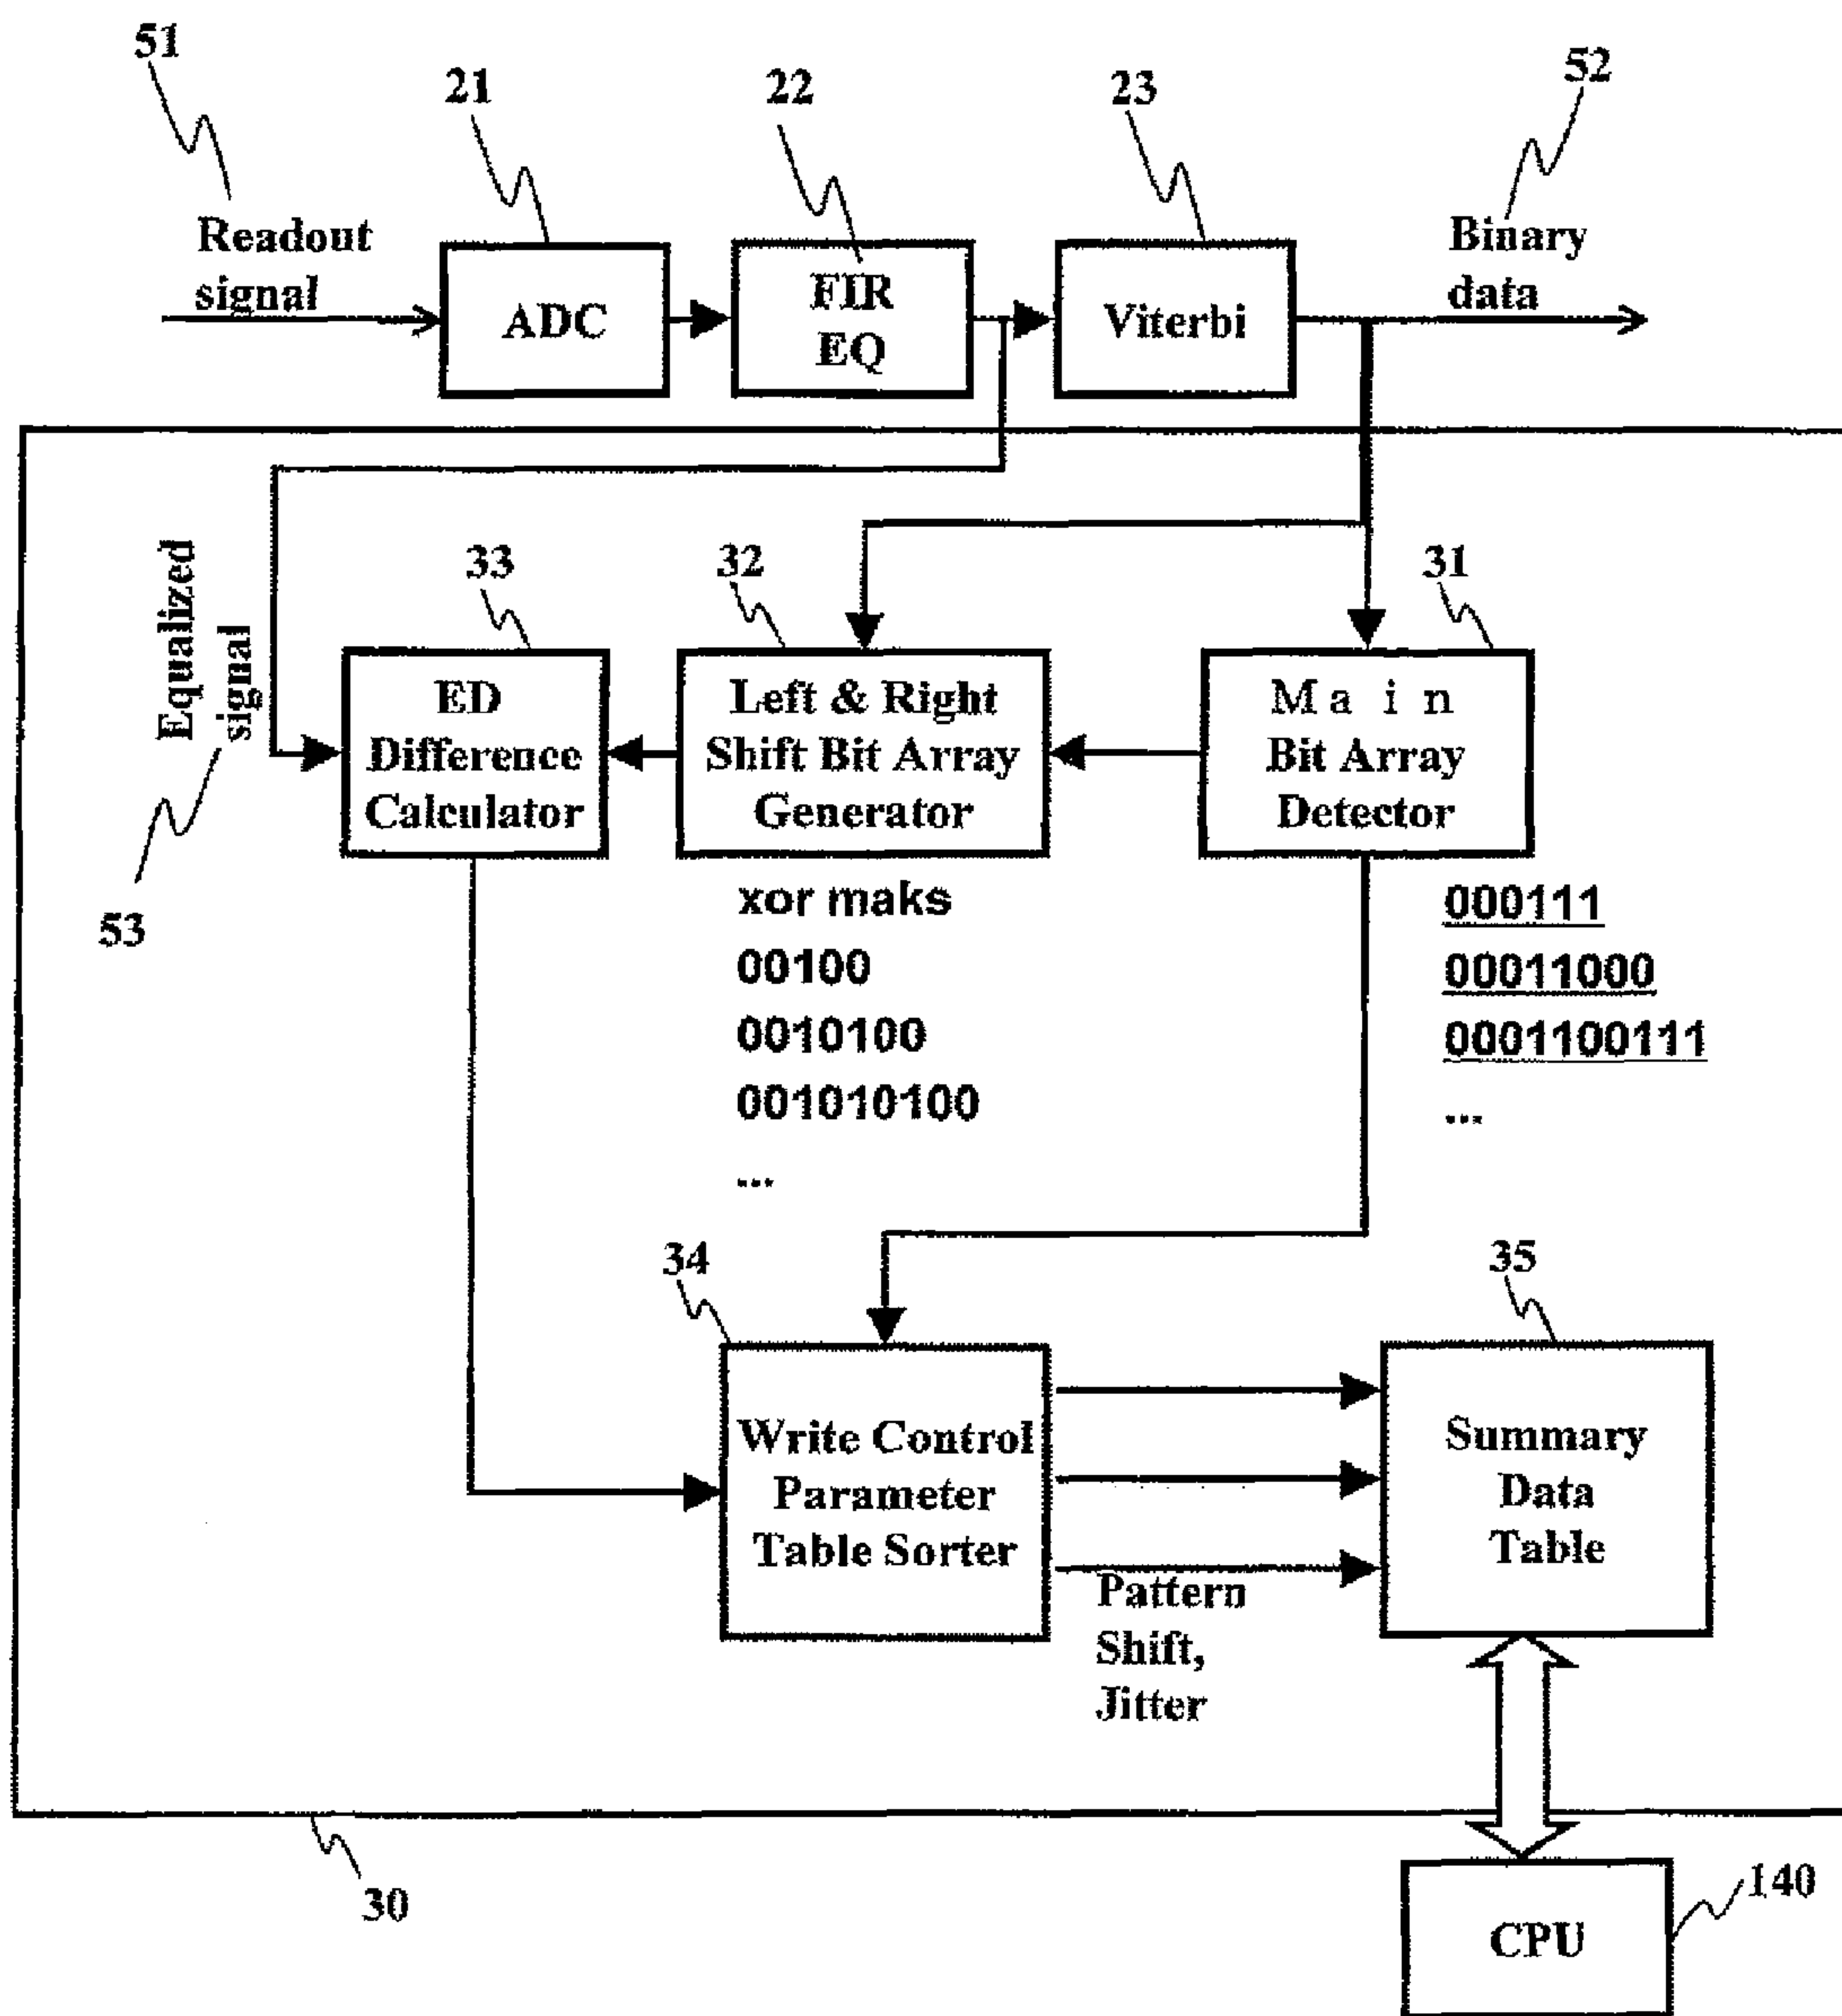 51
21
22
23
52
Readout
signal
ADC
FIR
EQ
Viterbi
Binary
data
Equalized
signal
53
33
32
31
ED
Difference
Calculator
Left & Right
Shift Bit Array
Generator
Main
Bit Array
Detector
xor maks
00100
0010100
001010100
...
000111
00011000
0001100111
...
34
35
Write Control
Parameter
Table Sorter
Pattern
Shift,
Jitter
Summary
Data
Table
30
140
CPU